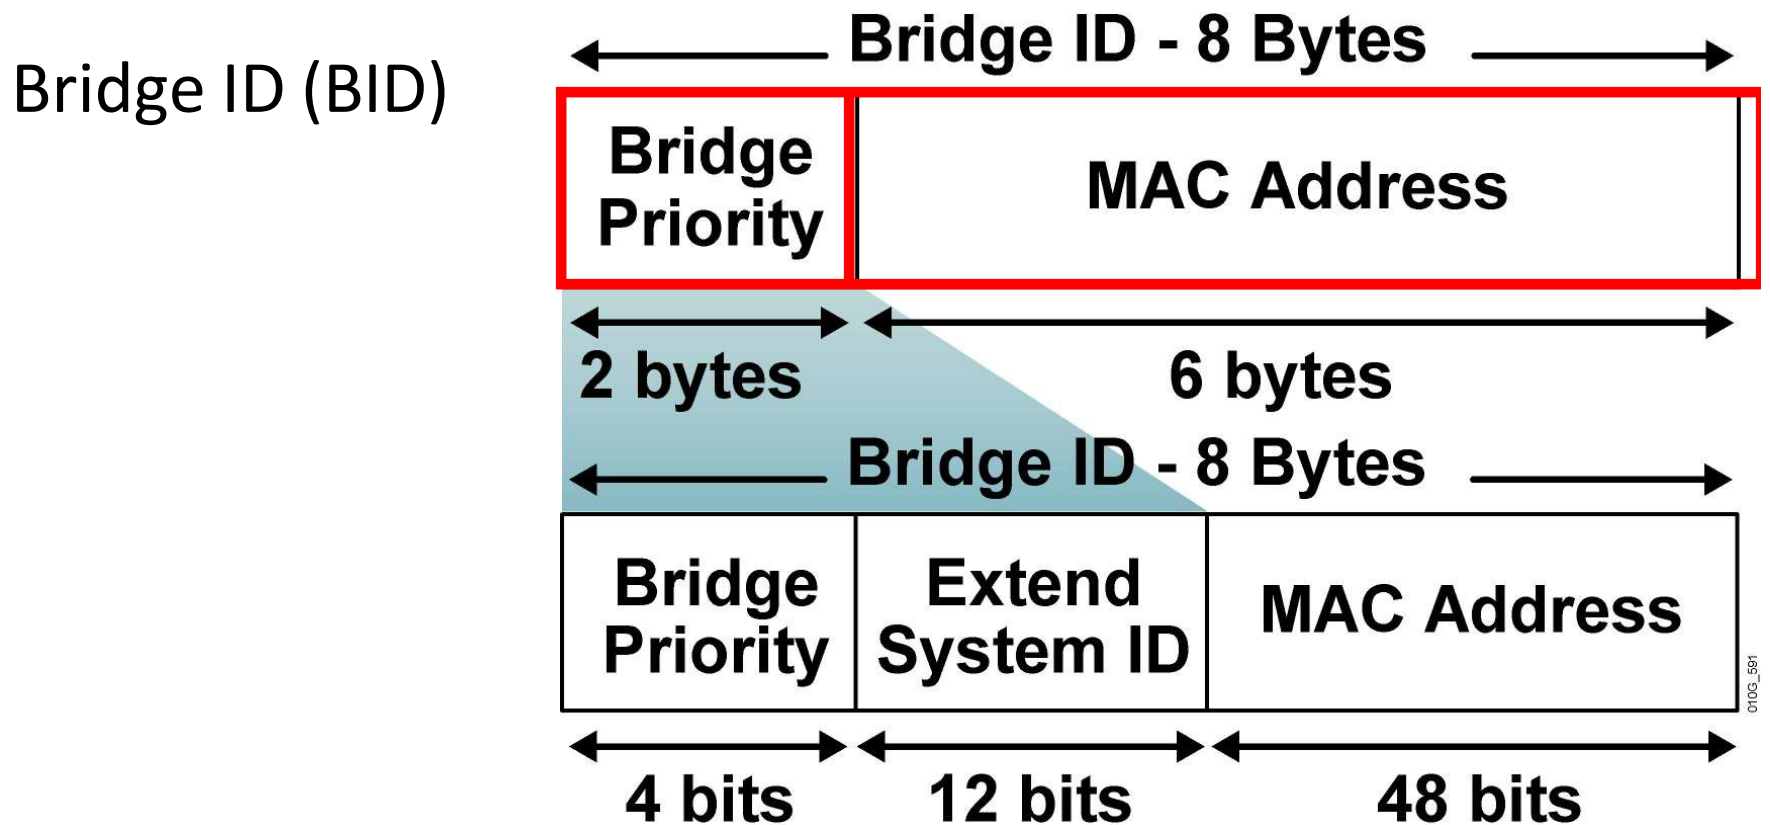 Bridge ID (BID)
Bridge ID - 8 Bytes
Bridge
Priority
MAC Address
2 bytes
6 bytes
Bridge ID - 8 Bytes
Bridge
Priority
Extend
System ID
MAC Address
010G_591
4 bits
12 bits
48 bits